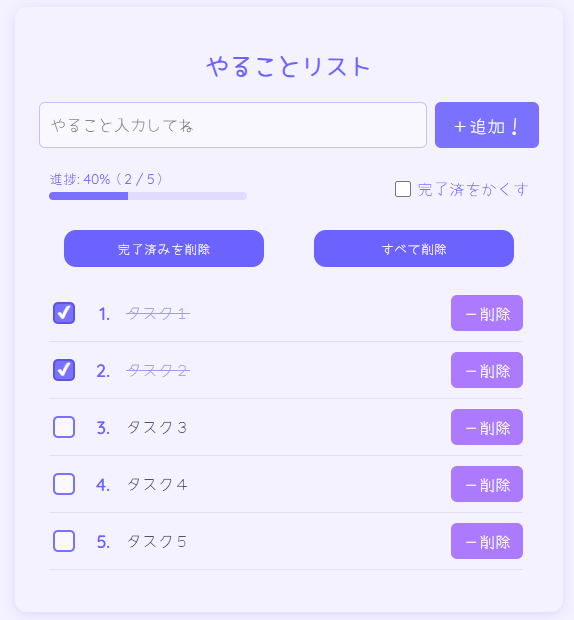 やることリスト
やること入力してね
＋追加！
進捗: 40%（2 / 5）
完了済をかくす
完了済みを削除
すべて削除
1. タスク１ －削除
2. タスク２ －削除
3. タスク３ －削除
4. タスク４ －削除
5. タスク５ －削除